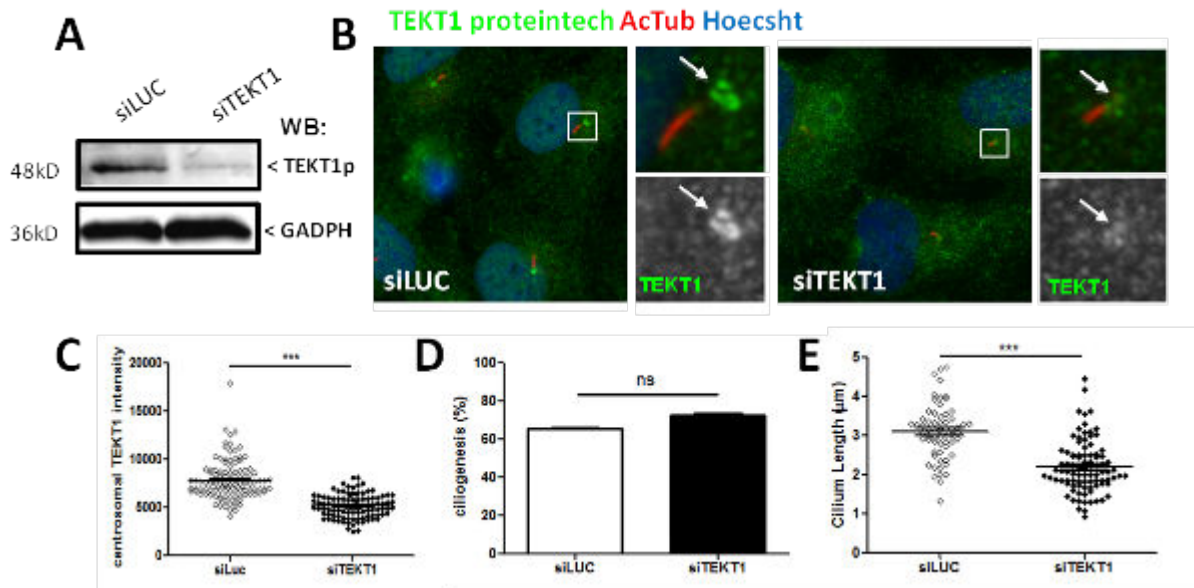 TEKT1 proteintech AcTub Hoecsht
A
siLUC siTEKT1
WB:
48kD < TEKT1p
36kD < GADPH
B
siLUC
TEKT1
siTEKT1
TEKT1
C
***
centrosomal TEKT1 intensity
20000
15000
10000
5000
0
siLuc siTEKT1
D
ns
ciliogenesis (%)
100
80
60
40
20
0
siLUC siTEKT1
E
***
Cilium Length (µm)
5
4
3
2
1
0
siLUC siTEKT1